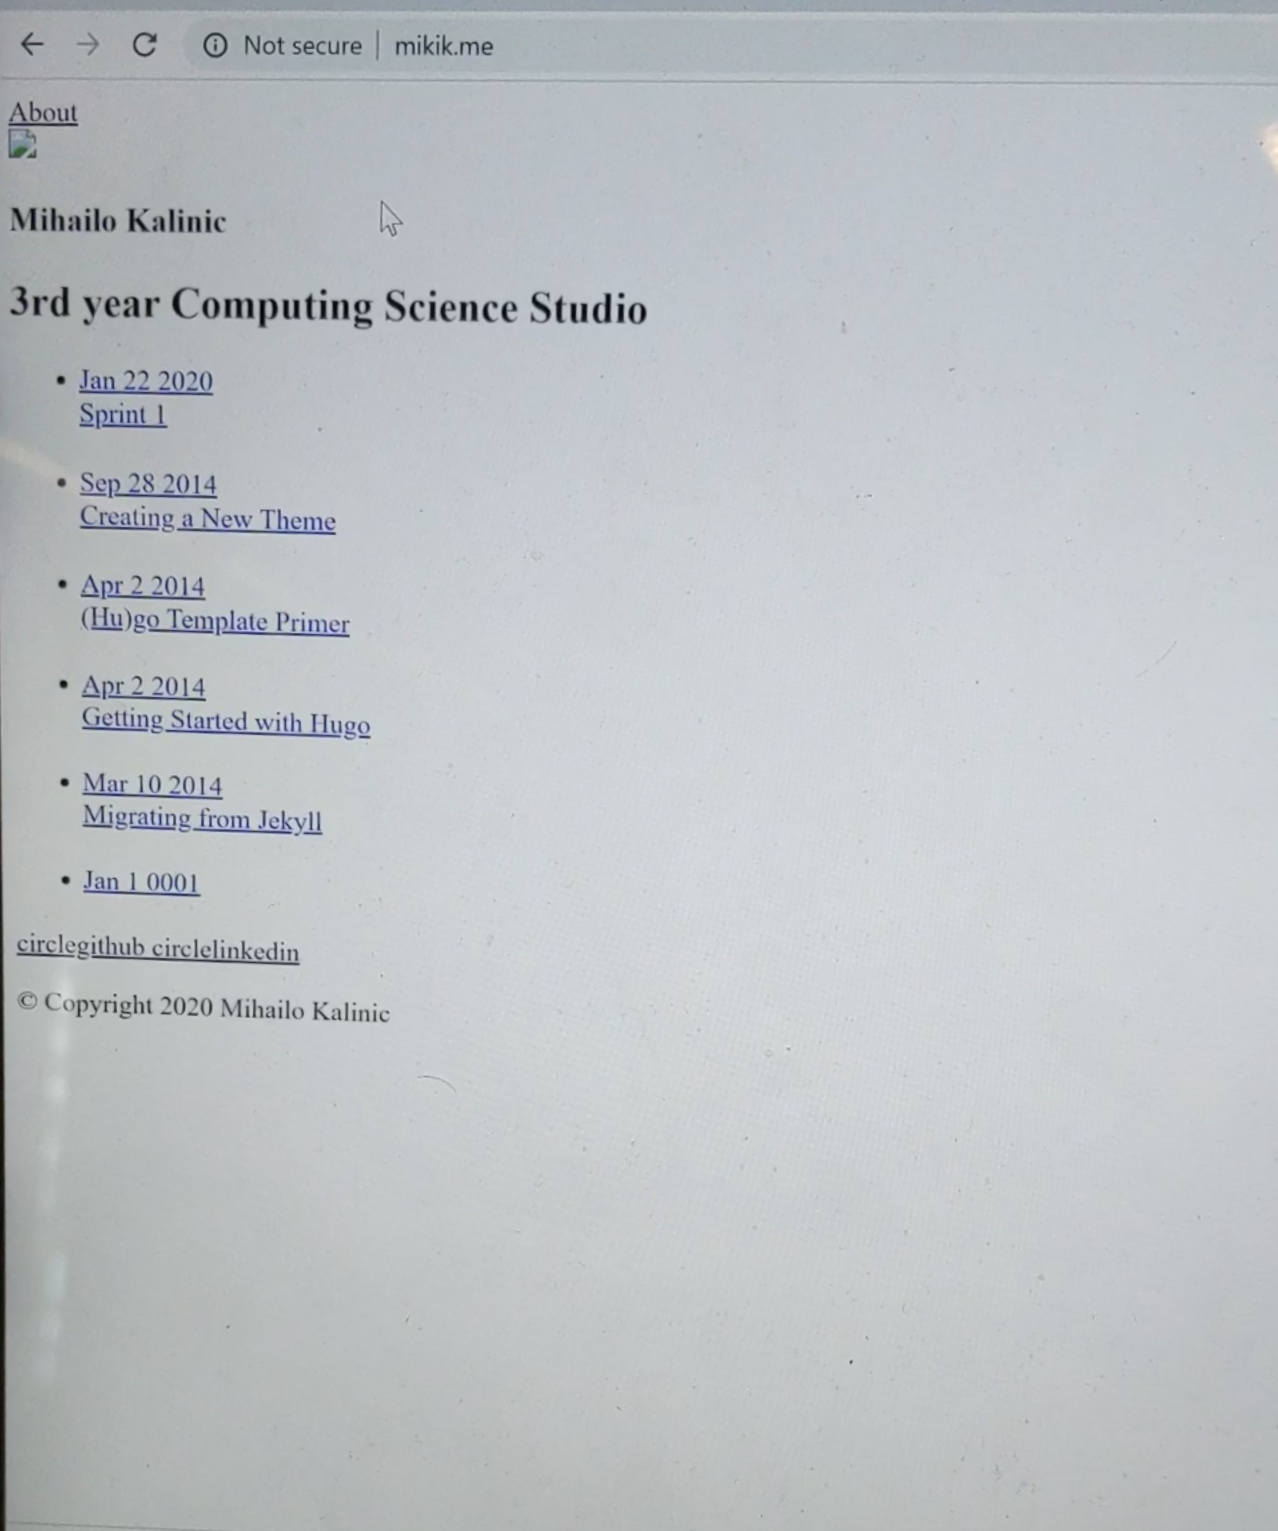 Not secure | mikik.me
About
Mihailo Kalinic
3rd year Computing Science Studio
Jan 22 2020
Sprint 1
Sep 28 2014
Creating a New Theme
Apr 2 2014
(Hu)go Template Primer
Apr 2 2014
Getting Started with Hugo
Mar 10 2014
Migrating from Jekyll
Jan 1 0001
circlegithub circlelinkedin
© Copyright 2020 Mihailo Kalinic